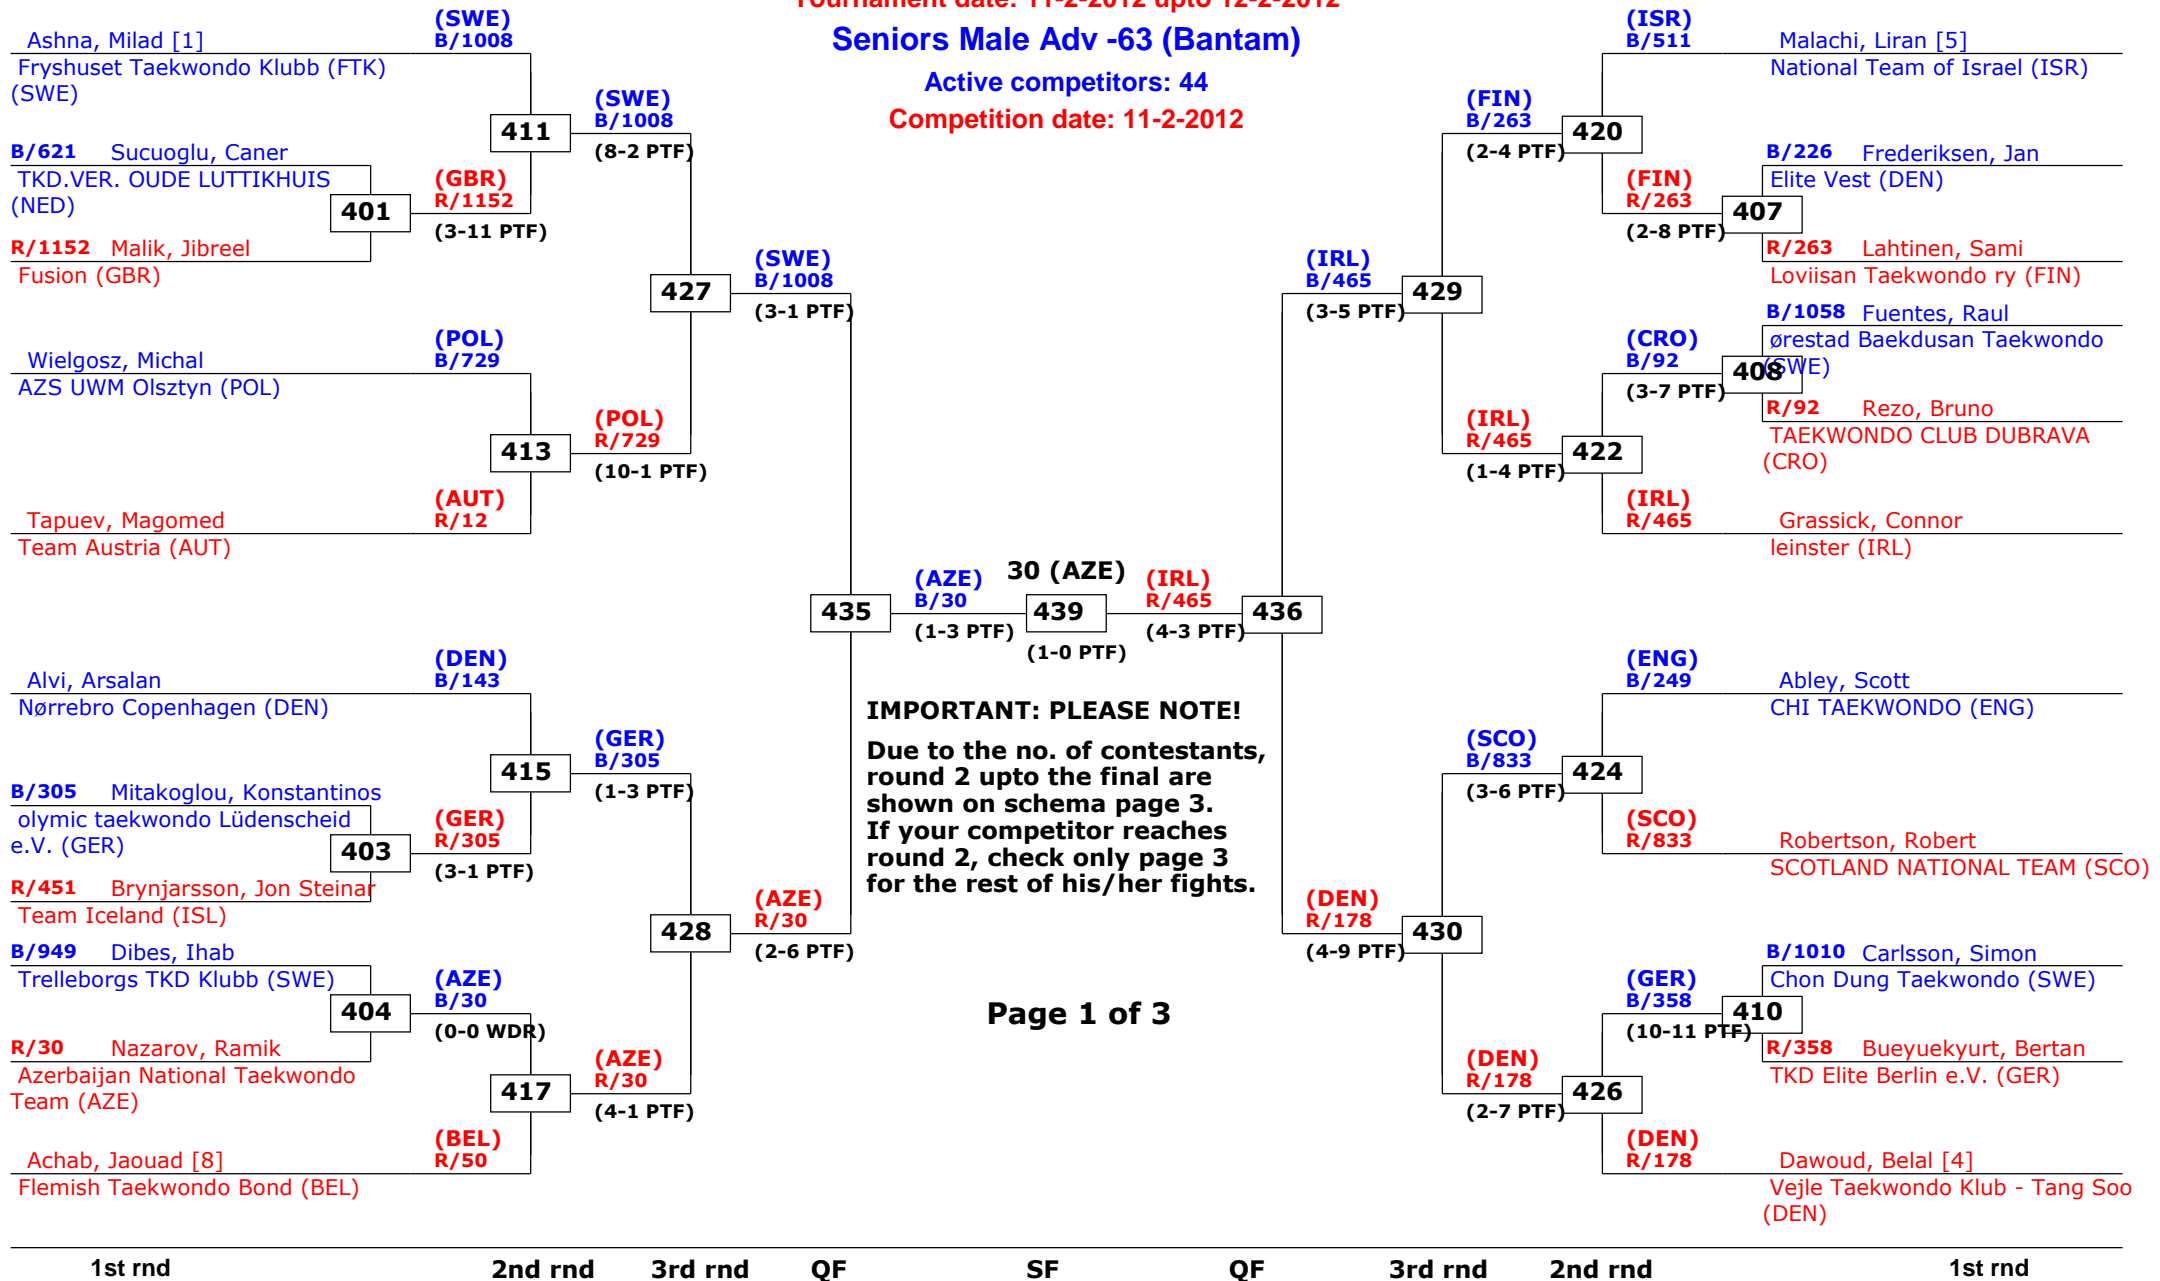 Tournament date: 11-2-2012 upto 12-2-2012
Seniors Male Adv -63 (Bantam)
Active competitors: 44
Competition date: 11-2-2012
Ashna, Milad [1]
Fryshuset Taekwondo Klubb (FTK)
(SWE)
(SWE)
B/1008
B/621 Sucuoglu, Caner
TKD.VER. OUDE LUTTIKHUIS
(NED)
R/1152 Malik, Jibreel
Fusion (GBR)
401
(GBR)
R/1152
(3-11 PTF)
411
(SWE)
B/1008
(8-2 PTF)
Wielgosz, Michal
AZS UWM Olsztyn (POL)
(POL)
B/729
Tapuev, Magomed
Team Austria (AUT)
(AUT)
R/12
413
(POL)
R/729
(10-1 PTF)
427
(SWE)
B/1008
(3-1 PTF)
Alvi, Arsalan
Nørrebro Copenhagen (DEN)
(DEN)
B/143
B/305 Mitakoglou, Konstantinos
olymic taekwondo Lüdenscheid
e.V. (GER)
R/451 Brynjarsson, Jon Steinar
Team Iceland (ISL)
403
(GER)
R/305
(3-1 PTF)
415
(GER)
B/305
(1-3 PTF)
B/949 Dibes, Ihab
Trelleborgs TKD Klubb (SWE)
R/30 Nazarov, Ramik
Azerbaijan National Taekwondo
Team (AZE)
404
(AZE)
B/30
(0-0 WDR)
Achab, Jaouad [8]
Flemish Taekwondo Bond (BEL)
(BEL)
R/50
417
(AZE)
R/30
(4-1 PTF)
428
(AZE)
R/30
(2-6 PTF)
435
(AZE)
B/30
(1-3 PTF)
30 (AZE)
439
(1-0 PTF)
(IRL)
R/465
(4-3 PTF)
436
IMPORTANT: PLEASE NOTE!
Due to the no. of contestants,
round 2 upto the final are
shown on schema page 3.
If your competitor reaches
round 2, check only page 3
for the rest of his/her fights.
Page 1 of 3
(ISR)
B/511
Malachi, Liran [5]
National Team of Israel (ISR)
B/226 Frederiksen, Jan
Elite Vest (DEN)
R/263 Lahtinen, Sami
Loviisan Taekwondo ry (FIN)
407
(FIN)
R/263
(2-8 PTF)
420
(FIN)
B/263
(2-4 PTF)
B/1058 Fuentes, Raul
ørestad Baekdusan Taekwondo
(SWE)
R/92 Rezo, Bruno
TAEKWONDO CLUB DUBRAVA
(CRO)
408
(CRO)
B/92
(3-7 PTF)
(IRL)
R/465
Grassick, Connor
leinster (IRL)
422
(IRL)
R/465
(1-4 PTF)
429
(IRL)
B/465
(3-5 PTF)
(ENG)
B/249
Abley, Scott
CHI TAEKWONDO (ENG)
(SCO)
R/833
Robertson, Robert
SCOTLAND NATIONAL TEAM (SCO)
424
(SCO)
B/833
(3-6 PTF)
B/1010 Carlsson, Simon
Chon Dung Taekwondo (SWE)
R/358 Bueyuekyurt, Bertan
TKD Elite Berlin e.V. (GER)
410
(GER)
B/358
(10-11 PTF)
(DEN)
R/178
Dawoud, Belal [4]
Vejle Taekwondo Klub - Tang Soo
(DEN)
426
(DEN)
R/178
(2-7 PTF)
430
(DEN)
R/178
(4-9 PTF)
1st rnd 2nd rnd 3rd rnd QF SF QF 3rd rnd 2nd rnd 1st rnd